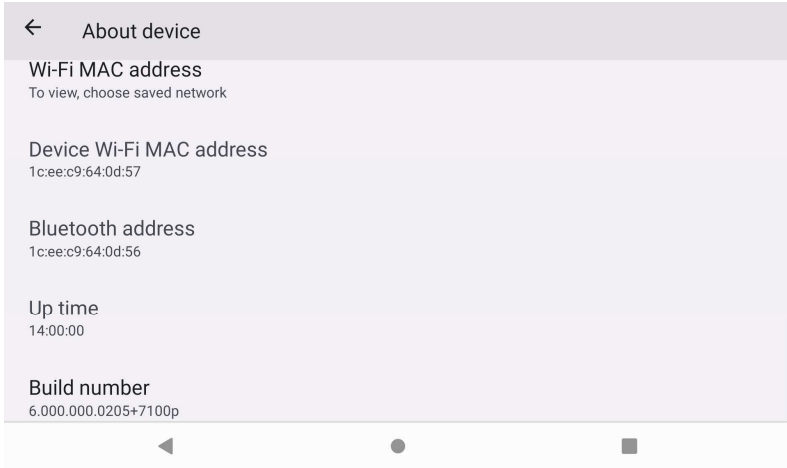 About device
Wi-Fi MAC address
To view, choose saved network
Device Wi-Fi MAC address
1c:ee:c9:64:0d:57
Bluetooth address
1c:ee:c9:64:0d:56
Up time
14:00:00
Build number
6.000.000.0205+7100p